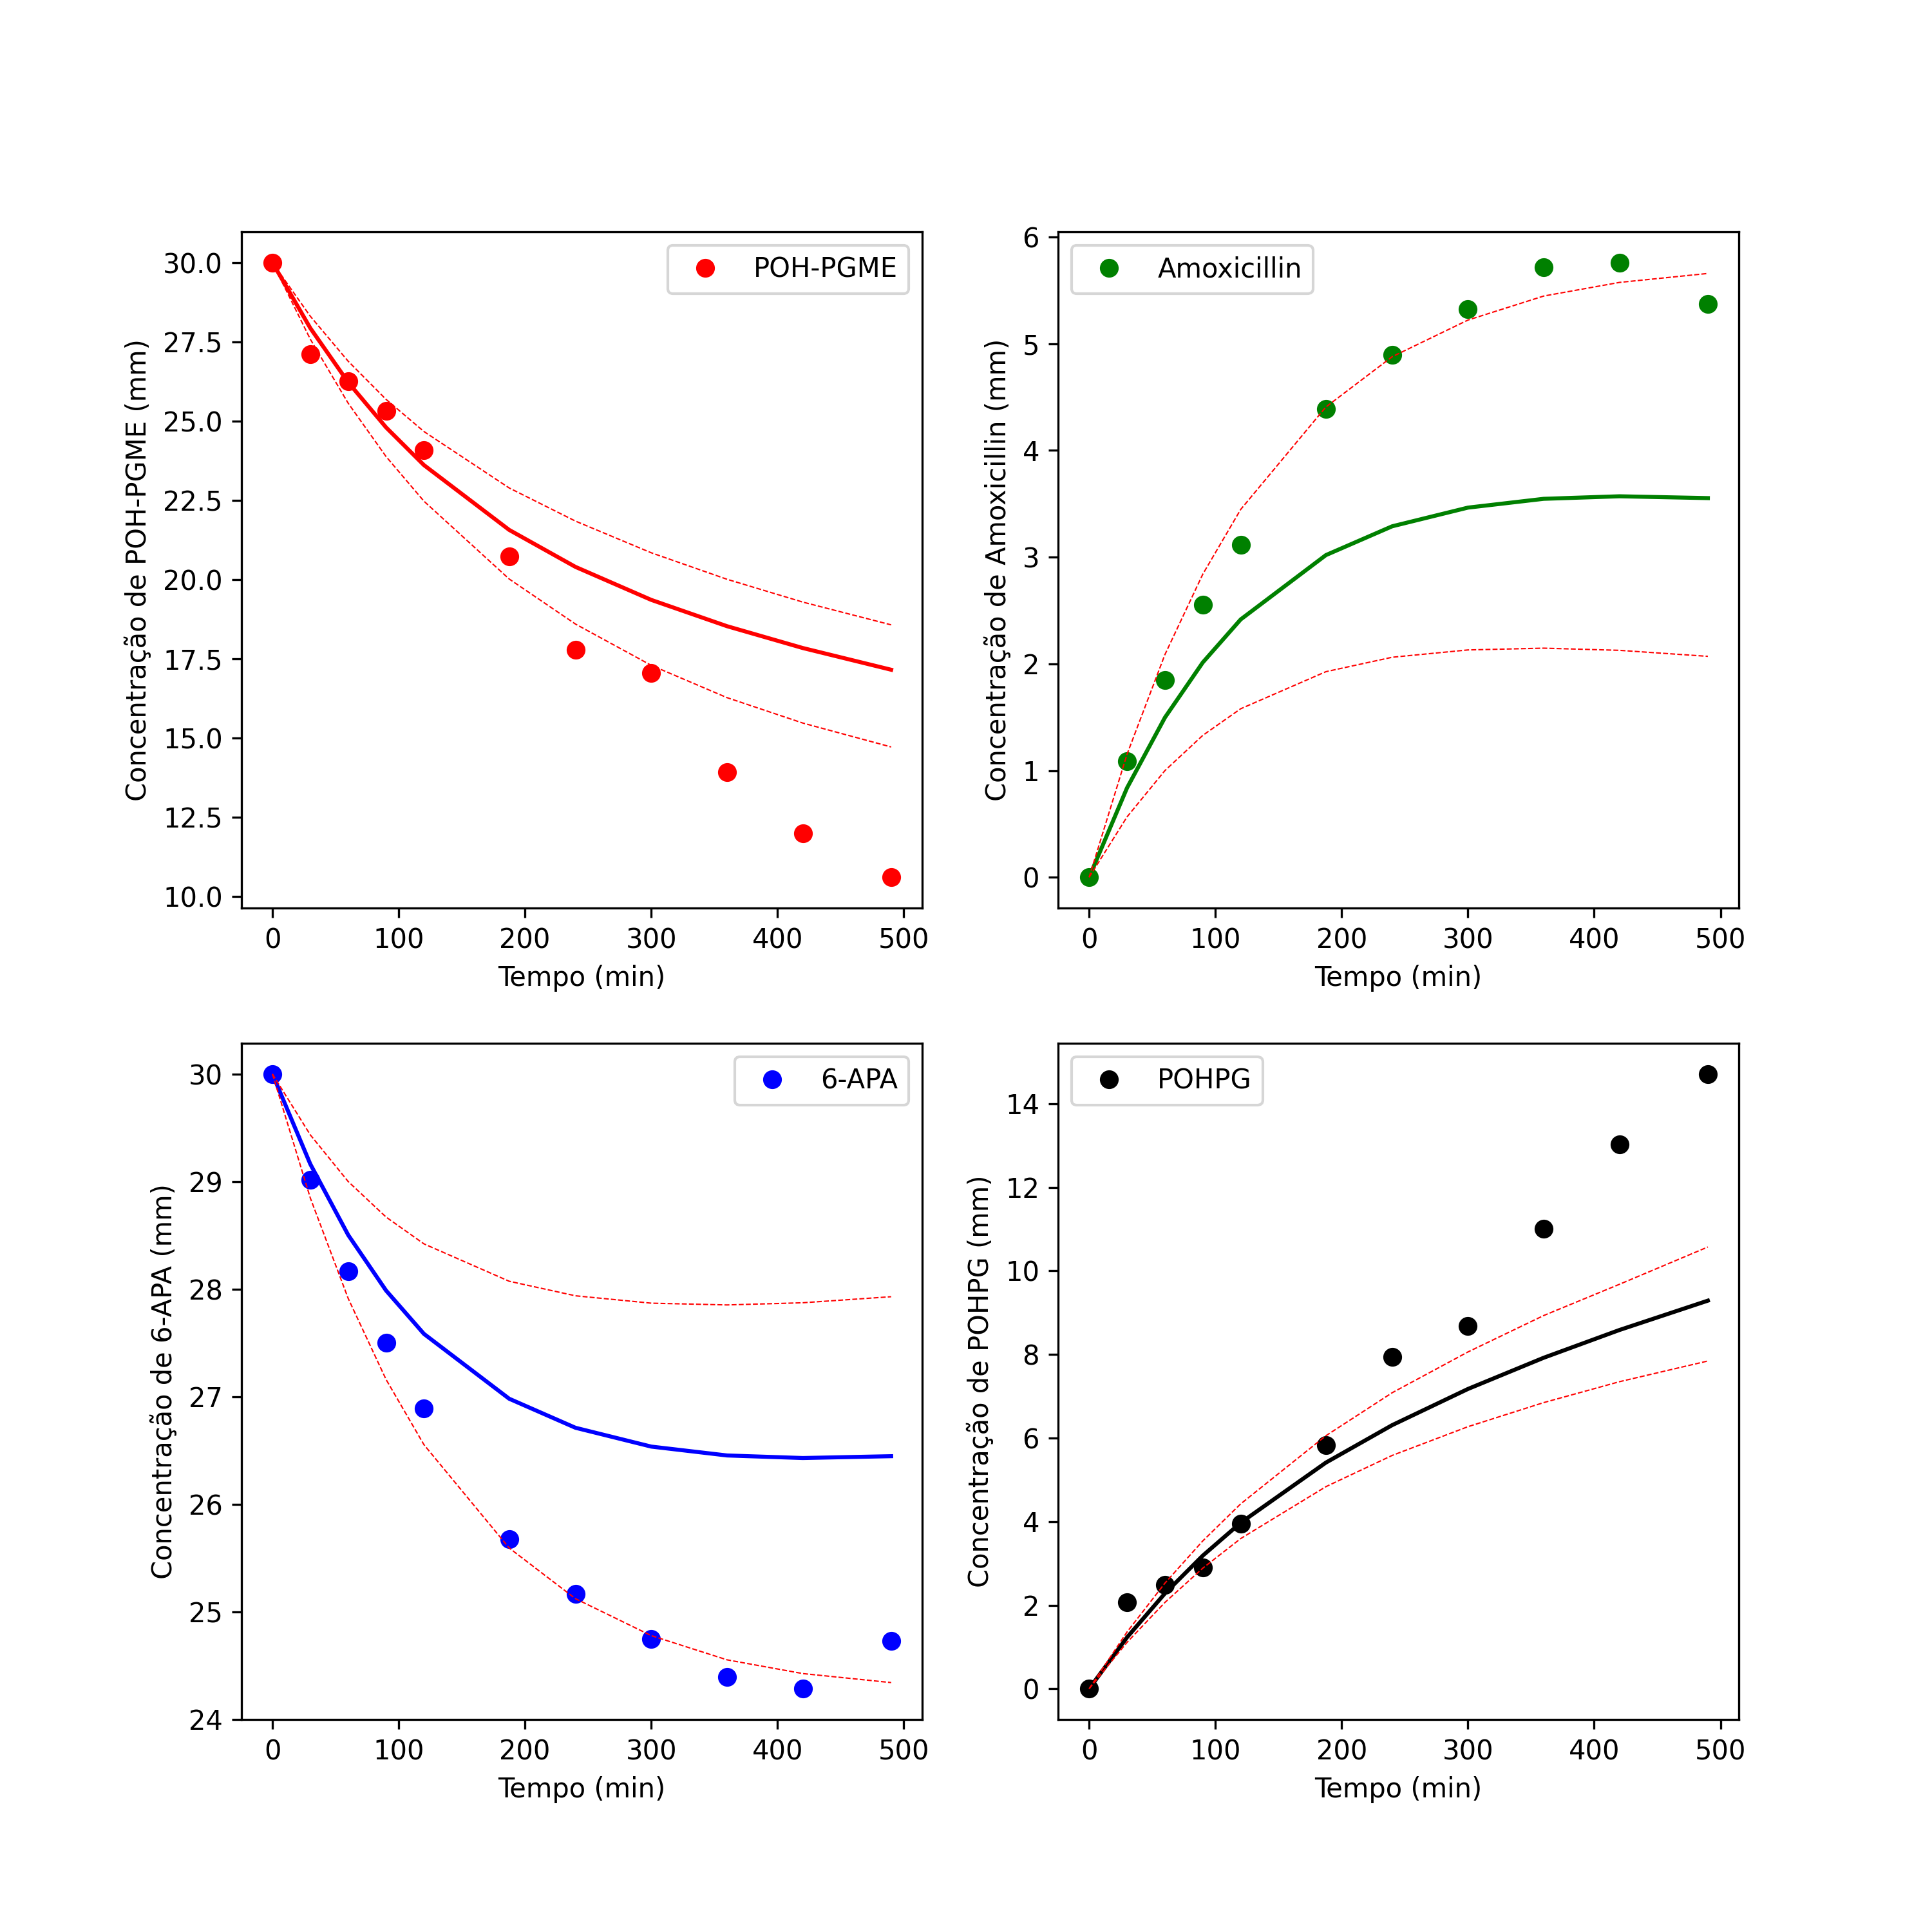 POH-PGME
Concentração de POH-PGME (mm)
30.0
27.5
25.0
22.5
20.0
17.5
15.0
12.5
10.0
0 100 200 300 400 500
Tempo (min)
Amoxicillin
Concentração de Amoxicillin (mm)
6
5
4
3
2
1
0
0 100 200 300 400 500
Tempo (min)
6-APA
Concentração de 6-APA (mm)
30
29
28
27
26
25
24
0 100 200 300 400 500
Tempo (min)
POHPG
Concentração de POHPG (mm)
14
12
10
8
6
4
2
0
0 100 200 300 400 500
Tempo (min)